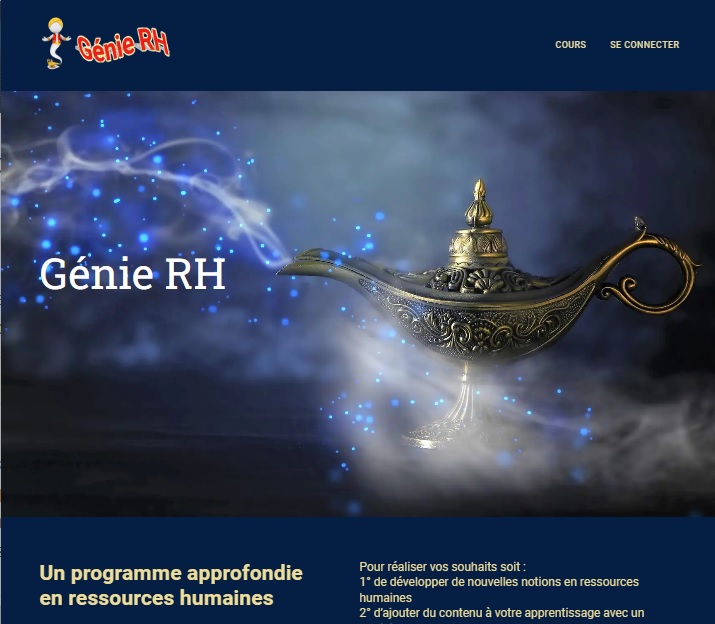 Génie RH
COURS
SE CONNECTER
Génie RH
Un programme approfondie
en ressources humaines
Pour réaliser vos souhaits soit :
1° de développer de nouvelles notions en ressources
humaines
2° d'ajouter du contenu à votre apprentissage avec un